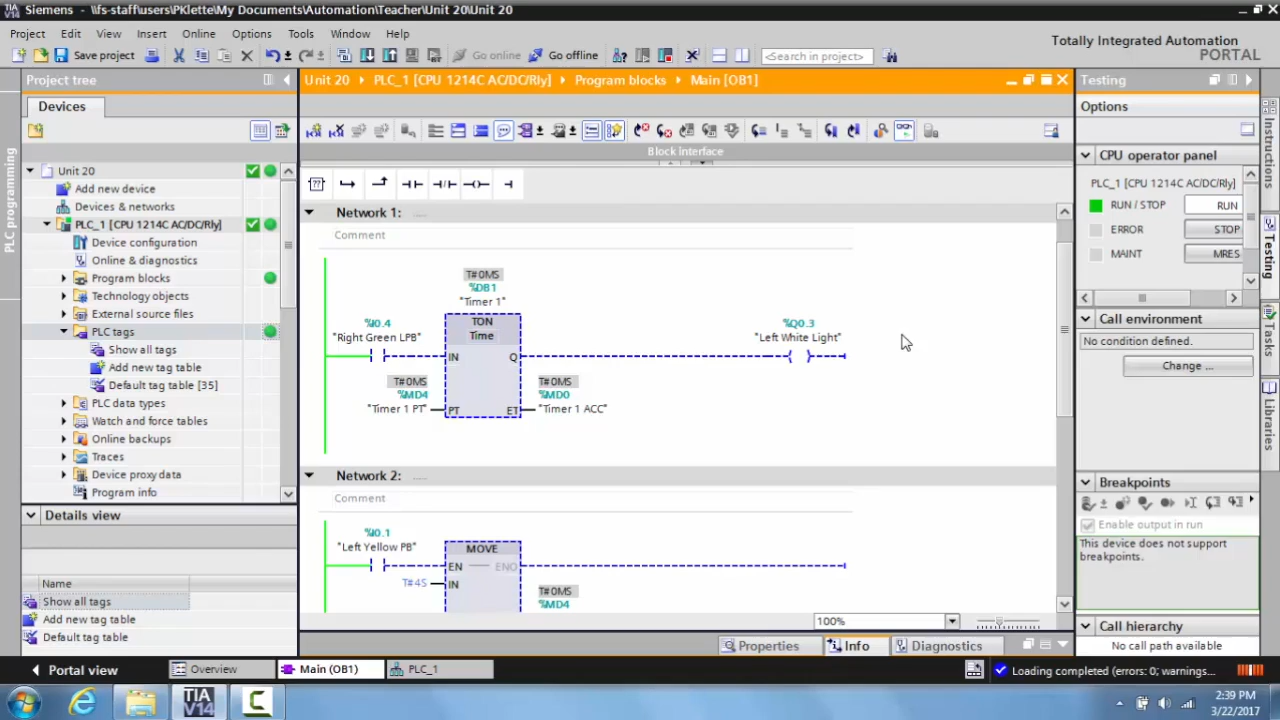 Siemens - \\fs-staff\users\PKlette\My Documents\Automation\Teacher\Unit 20\Unit 20
Project Edit View Insert Online Options Tools Window Help
Totally Integrated Automation
PORTAL
Save project
Go online
Go offline
<Search in project>
Project tree
Unit 20 PLC_1 [CPU 1214C AC/DC/Rly] Program blocks Main [OB1]
Testing
Devices
Options
PLC programming
Block interface
Unit 20
Add new device
Devices & networks
PLC_1 [CPU 1214C AC/DC/Rly]
Device configuration
Online & diagnostics
Program blocks
Technology objects
External source files
PLC tags
Show all tags
Add new tag table
Default tag table [35]
PLC data types
Watch and force tables
Online backups
Traces
Device proxy data
Program info
Details view
Name
Show all tags
Add new tag table
Default tag table
Network 1: .....
Comment
T#0MS
%DB1
"Timer 1"
TON
Time
%I0.4
"Right Green LPB"
%Q0.3
"Left White Light"
IN Q
T#0MS
%MD4
"Timer 1 PT" PT
T#0MS
%MD0
ET "Timer 1 ACC"
Network 2: .....
Comment
%I0.1
"Left Yellow PB"
MOVE
EN ENO
T#4S IN
T#0MS
%MD4
100%
Properties Info Diagnostics
CPU operator panel
PLC_1 [CPU 1214C AC/DC/Rly]
RUN / STOP RUN
ERROR STOP
MAINT MRES
Call environment
No condition defined.
Change ...
Breakpoints
Enable output in run
This device does not support
breakpoints.
Call hierarchy
No call path available
Instructions
Testing
Tasks
Libraries
Portal view Overview Main (OB1) PLC_1
Loading completed (errors: 0; warnings...
TIA
V14
2:39 PM
3/22/2017